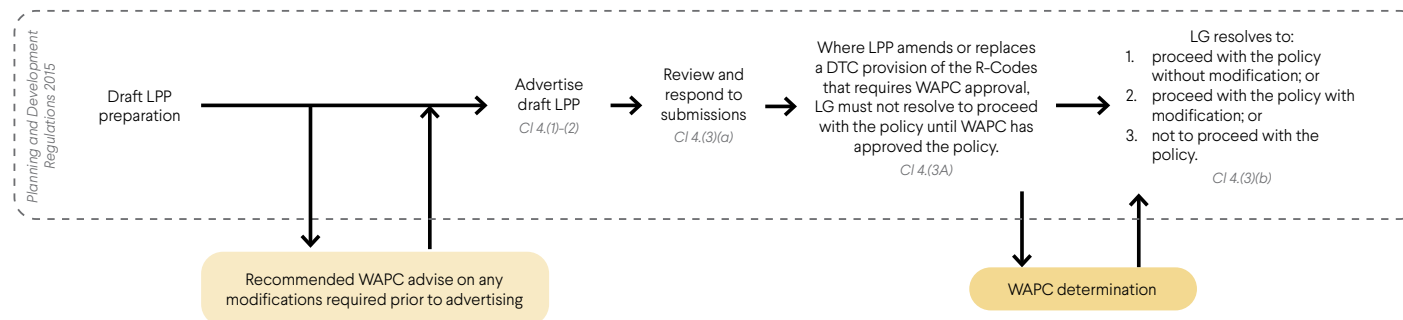 Planning and Development
Regulations 2015
Draft LPP
preparation
Advertise
draft LPP
Cl 4.(1)-(2)
Review and
respond to
submissions
Cl 4.(3)(a)
Where LPP amends or replaces
a DTC provision of the R-Codes
that requires WAPC approval,
LG must not resolve to proceed
with the policy until WAPC has
approved the policy.
Cl 4.(3A)
LG resolves to:
1. proceed with the policy
without modification; or
2. proceed with the policy with
modification; or
3. not to proceed with the
policy.
Cl 4.(3)(b)
Recommended WAPC advise on any
modifications required prior to advertising
WAPC determination